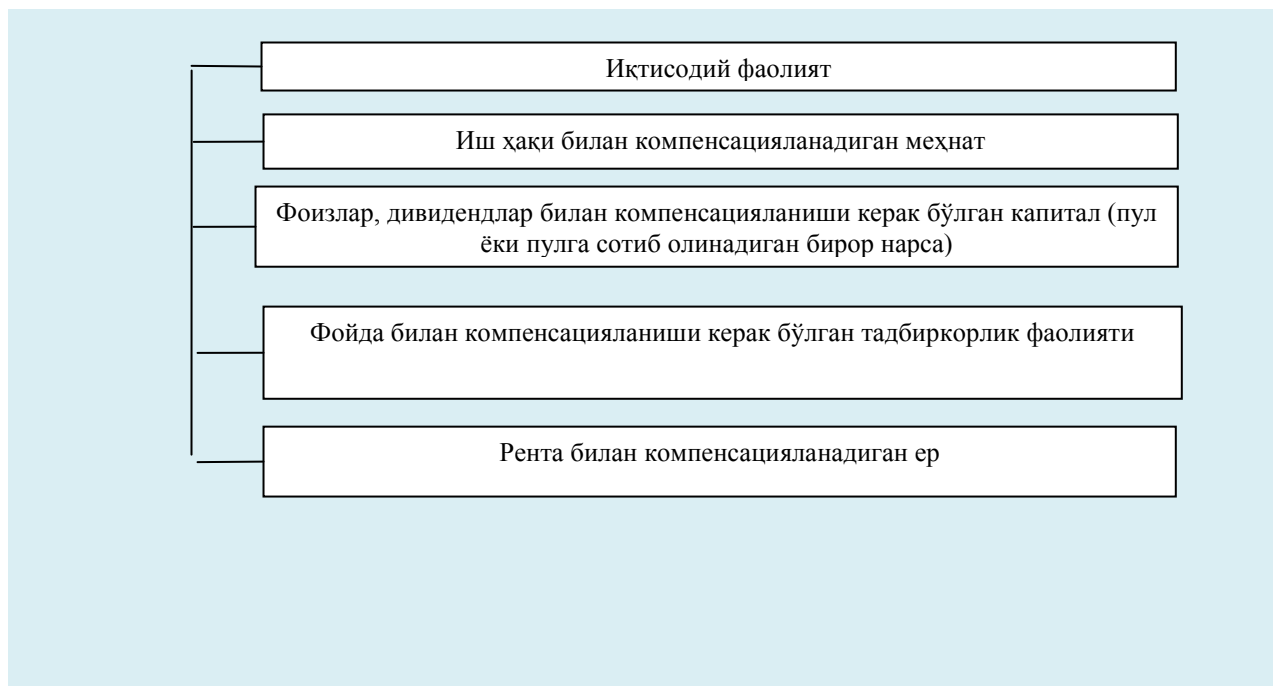 Иқтисодий фаолият
Иш ҳақи билан компенсацияланадиган меҳнат
Фоизлар, дивидендлар билан компенсацияланиши керак бўлган капитал (пул
ёки пулга сотиб олинадиган бирор нарса)
Фойда билан компенсацияланиши керак бўлган тадбиркорлик фаолияти
Рента билан компенсацияланадиган ер